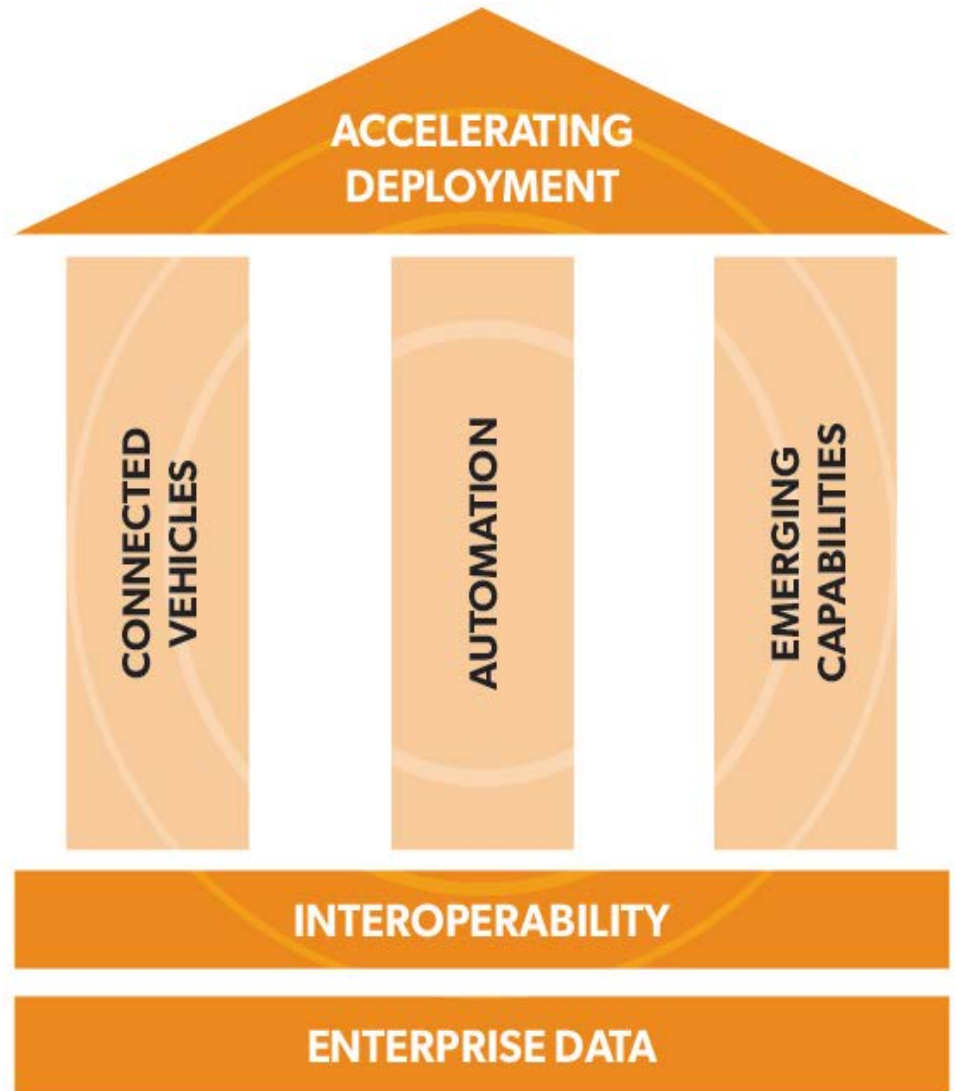 ACCELERATING
DEPLOYMENT
CONNECTED
VEHICLES
AUTOMATION
EMERGING
CAPABILITIES
INTEROPERABILITY
ENTERPRISE DATA